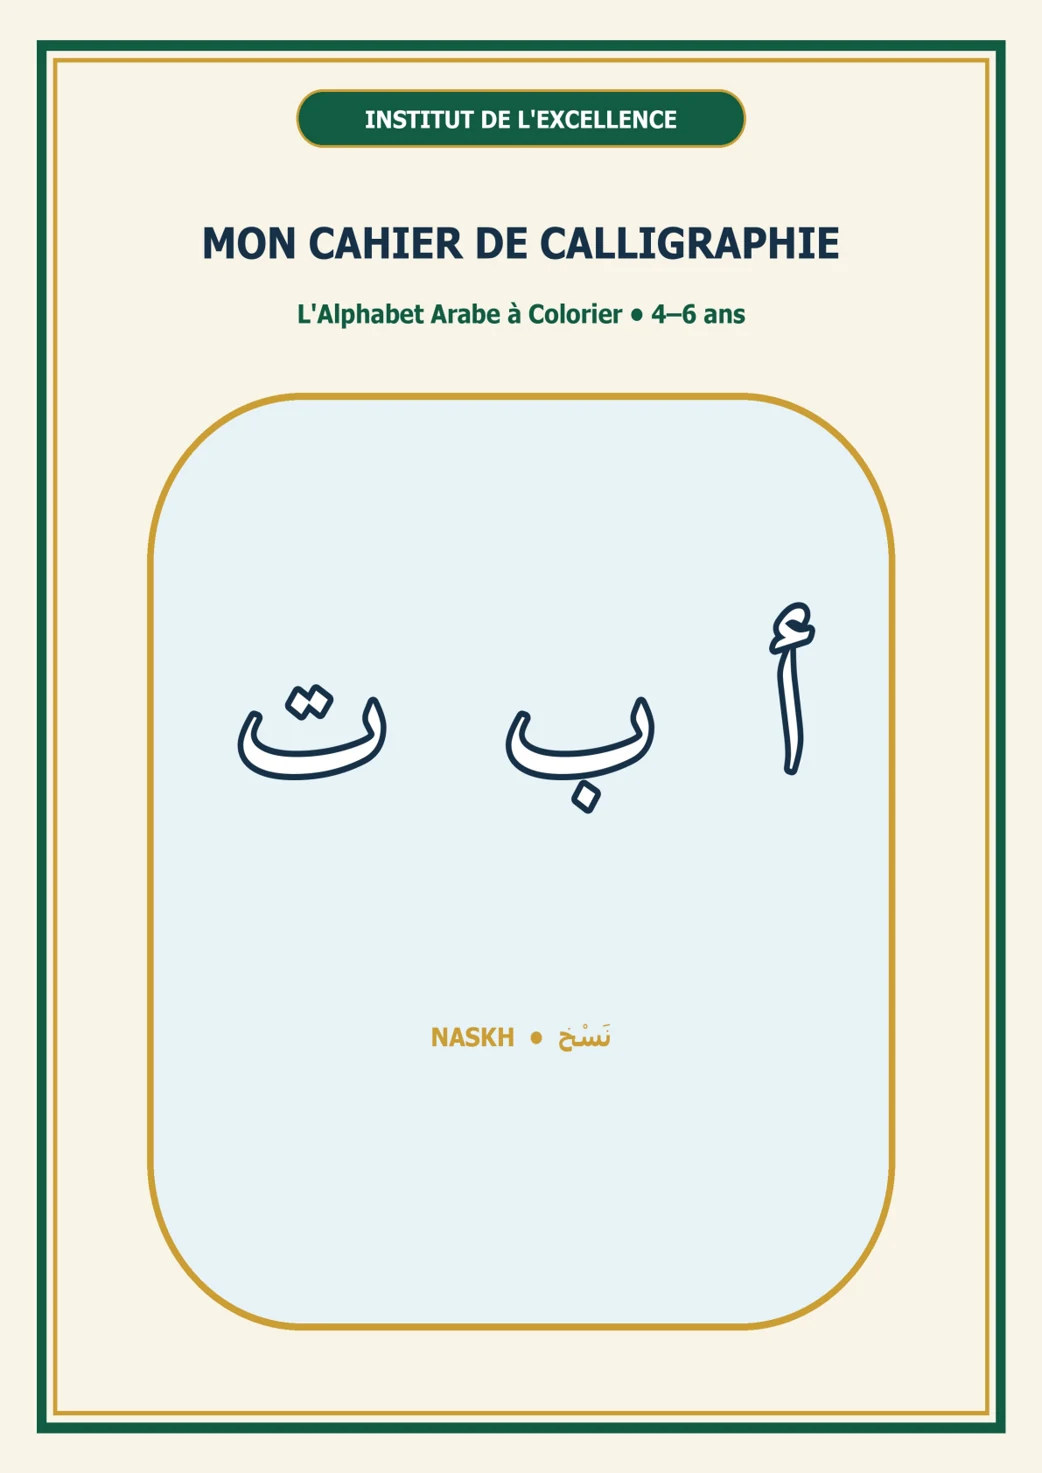 INSTITUT DE L'EXCELLENCE
MON CAHIER DE CALLIGRAPHIE
L'Alphabet Arabe à Colorier • 4–6 ans
أ ب ت
NASKH • نَسْخ